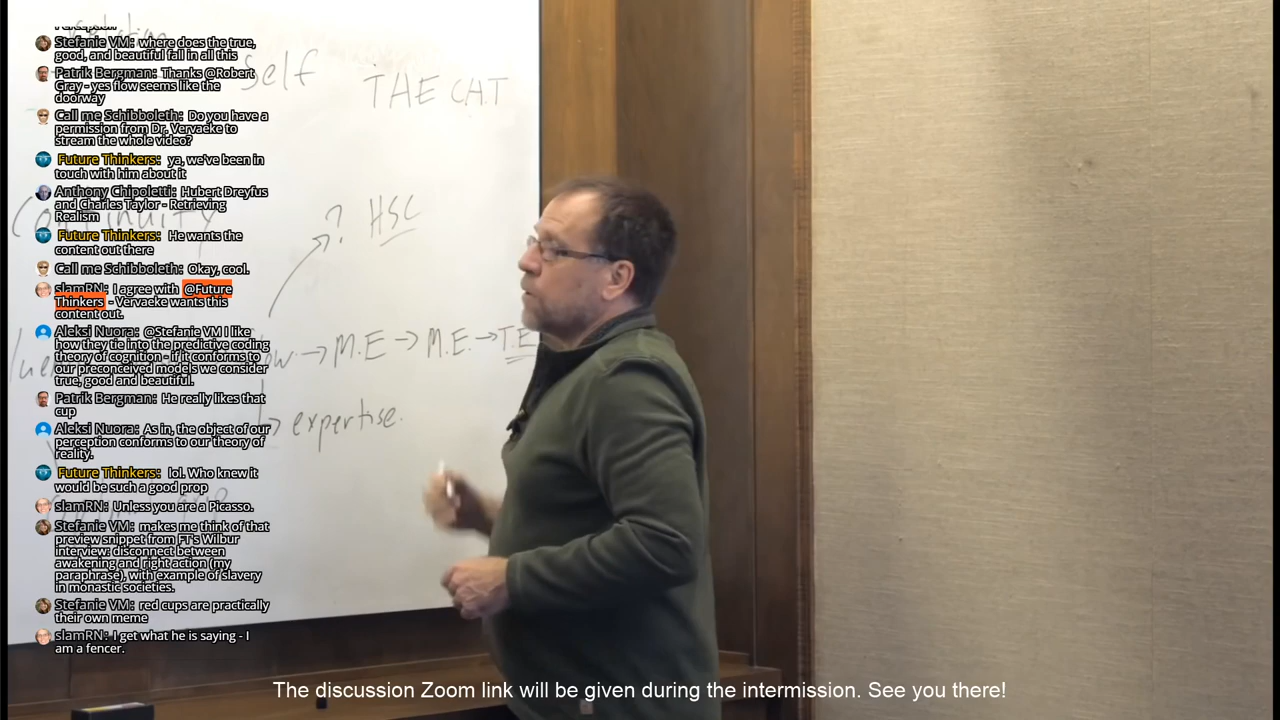 Perception
Stefanie VM: where does the true,
good, and beautiful fall in all this
Patrik Bergman: Thanks @Robert
Gray - yes flow seems like the
doorway
Call me Schibboleth: Do you have a
permission from Dr. Vervaeke to
stream the whole video?
Future Thinkers: ya, we've been in
touch with him about it
Anthony Chipoletti: Hubert Dreyfus
and Charles Taylor - Retrieving
Realism
Future Thinkers: He wants the
content out there
Call me Schibboleth: Okay, cool.
slamRN: I agree with @Future
Thinkers - Vervaeke wants this
content out.
Aleksi Nuora: @Stefanie VM I like
how they tie into the predictive coding
theory of cognition - if it conforms to
our preconceived models we consider
true, good and beautiful.
Patrik Bergman: He really likes that
cup
Aleksi Nuora: As in, the object of our
perception conforms to our theory of
reality.
Future Thinkers: lol. Who knew it
would be such a good prop
slamRN: Unless you are a Picasso.
Stefanie VM: makes me think of that
preview snippet from FT's Wilbur
interview: disconnect between
awakening and right action (my
paraphrase), with example of slavery
in monastic societies.
Stefanie VM: red cups are practically
their own meme
slamRN: I get what he is saying - I
am a fencer.
self THE CAT
Continuity
? HSC
→ M.E → M.E. → T.E
expertise.
The discussion Zoom link will be given during the intermission. See you there!